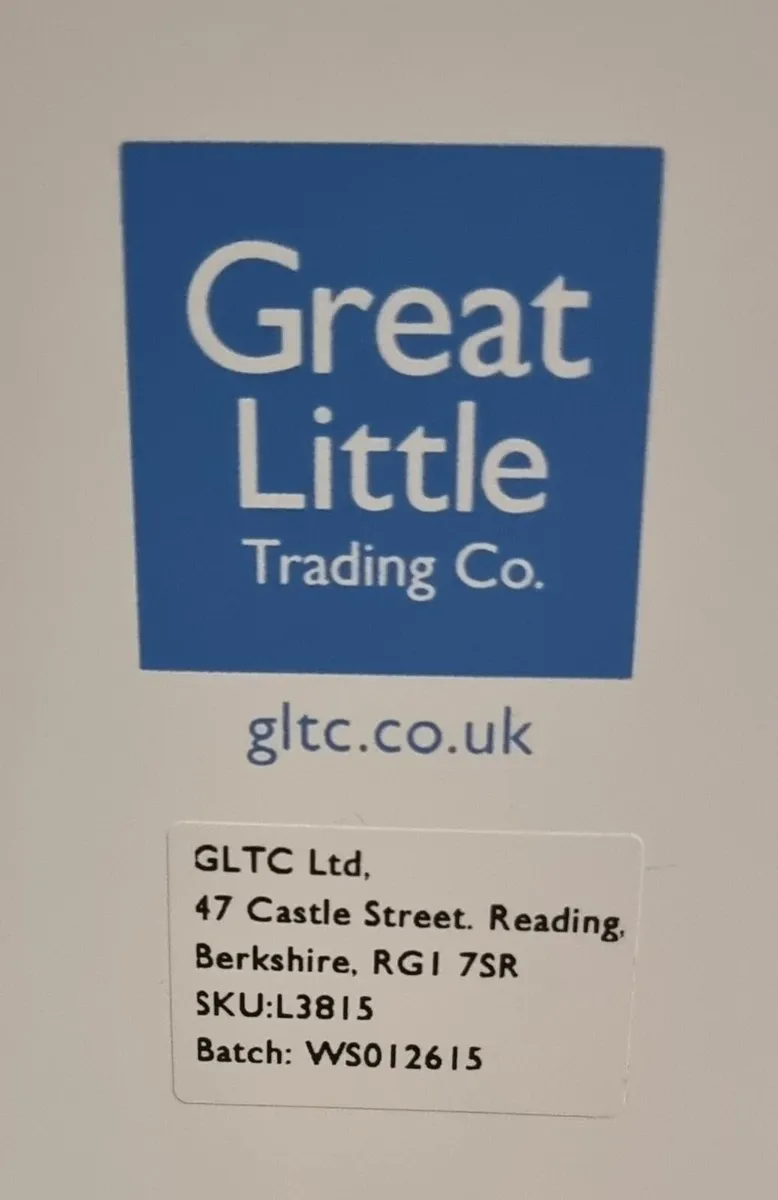 Great
Little
Trading Co.
gltc.co.uk
GLTC Ltd,
47 Castle Street. Reading,
Berkshire, RG1 7SR
SKU:L3815
Batch: WS012615